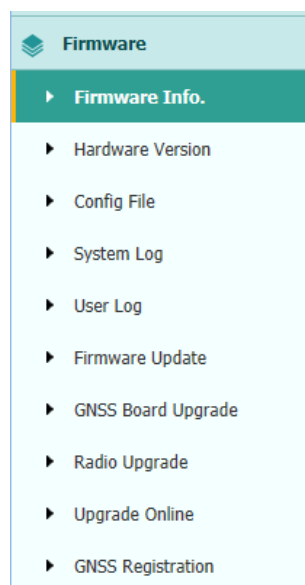 Firmware
Firmware Info.
Hardware Version
Config File
System Log
User Log
Firmware Update
GNSS Board Upgrade
Radio Upgrade
Upgrade Online
GNSS Registration